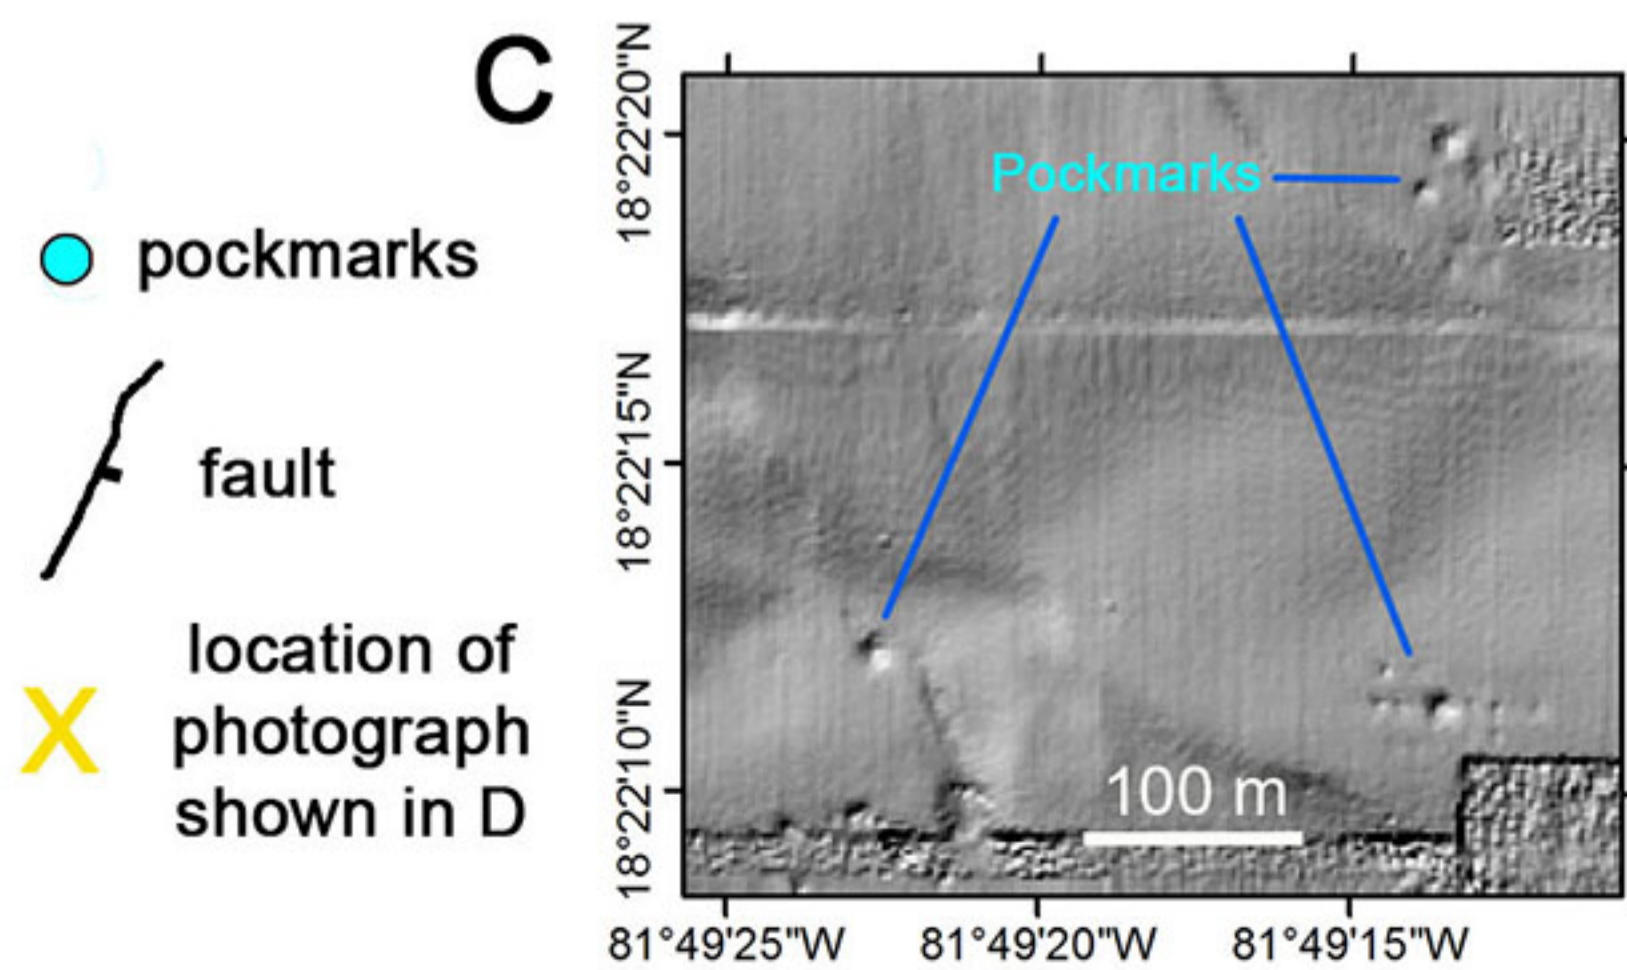 C
pockmarks
fault
X
location of
photograph
shown in D
18°22'20"N
18°22'15"N
18°22'10"N
Pockmarks
100 m
81°49'25"W
81°49'20"W
81°49'15"W